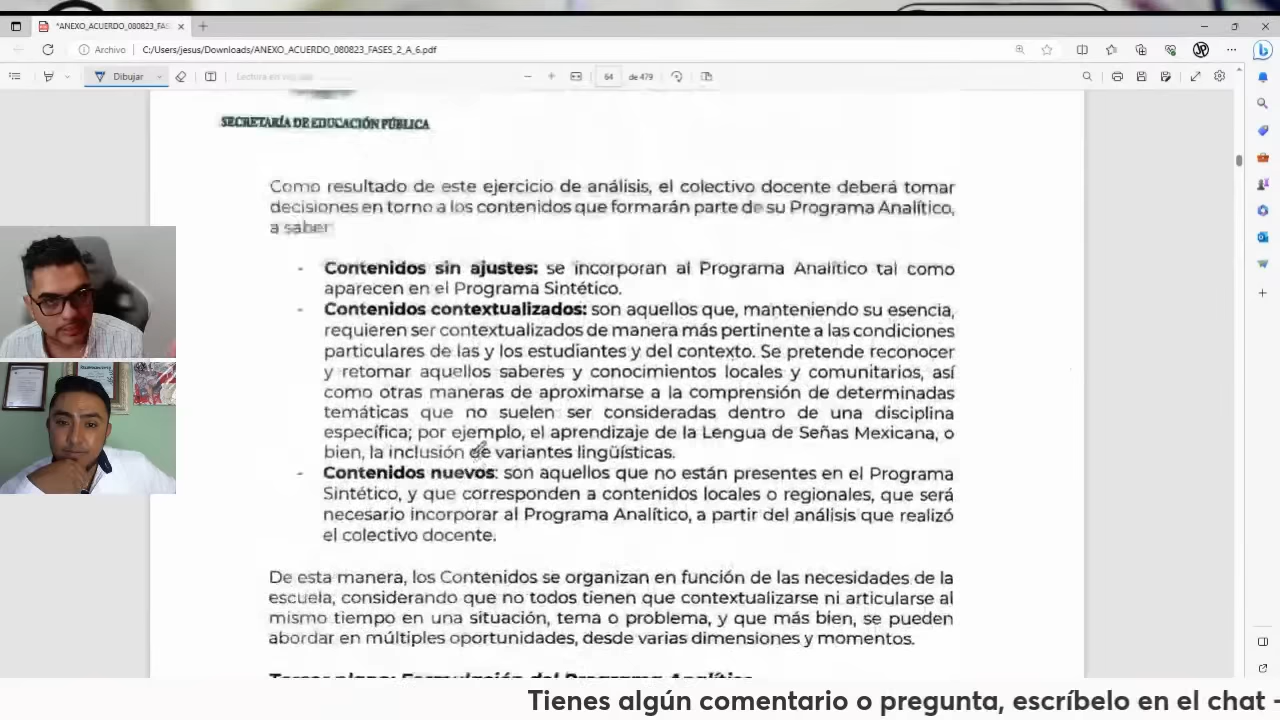 *ANEXO_ACUERDO_080823_FAS
Archivo
C:/Users/jesus/Downloads/ANEXO_ACUERDO_080823_FASES_2_A_6.pdf
Dibujar
Lectura en voz alta
64
de 479
SECRETARÍA DE EDUCACIÓN PÚBLICA
Como resultado de este ejercicio de análisis, el colectivo docente deberá tomar
decisiones en torno a los contenidos que formarán parte de su Programa Analítico,
a saber
- Contenidos sin ajustes: se incorporan al Programa Analítico tal como
aparecen en el Programa Sintético.
- Contenidos contextualizados: son aquellos que, manteniendo su esencia,
requieren ser contextualizados de manera más pertinente a las condiciones
particulares de las y los estudiantes y del contexto. Se pretende reconocer
y retomar aquellos saberes y conocimientos locales y comunitarios, así
como otras maneras de aproximarse a la comprensión de determinadas
temáticas que no suelen ser consideradas dentro de una disciplina
específica; por ejemplo, el aprendizaje de la Lengua de Señas Mexicana, o
bien, la inclusión de variantes lingüísticas.
- Contenidos nuevos: son aquellos que no están presentes en el Programa
Sintético, y que corresponden a contenidos locales o regionales, que será
necesario incorporar al Programa Analítico, a partir del análisis que realizó
el colectivo docente.
De esta manera, los Contenidos se organizan en función de las necesidades de la
escuela, considerando que no todos tienen que contextualizarse ni articularse al
mismo tiempo en una situación, tema o problema, y que más bien, se pueden
abordar en múltiples oportunidades, desde varias dimensiones y momentos.
Tercer plano: Formulación del Programa Analítico
Tienes algún comentario o pregunta, escríbelo en el chat -